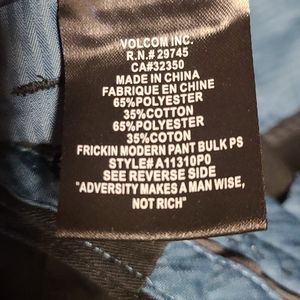 VOLCOM INC.
R.N.# 29745
CA#32350
MADE IN CHINA
FABRIQUE EN CHINE
65%POLYESTER
35%COTTON
65%POLYESTER
35%COTON
FRICKIN MODERN PANT BULK PS
STYLE# A11310P0
SEE REVERSE SIDE
"ADVERSITY MAKES A MAN WISE,
NOT RICH"